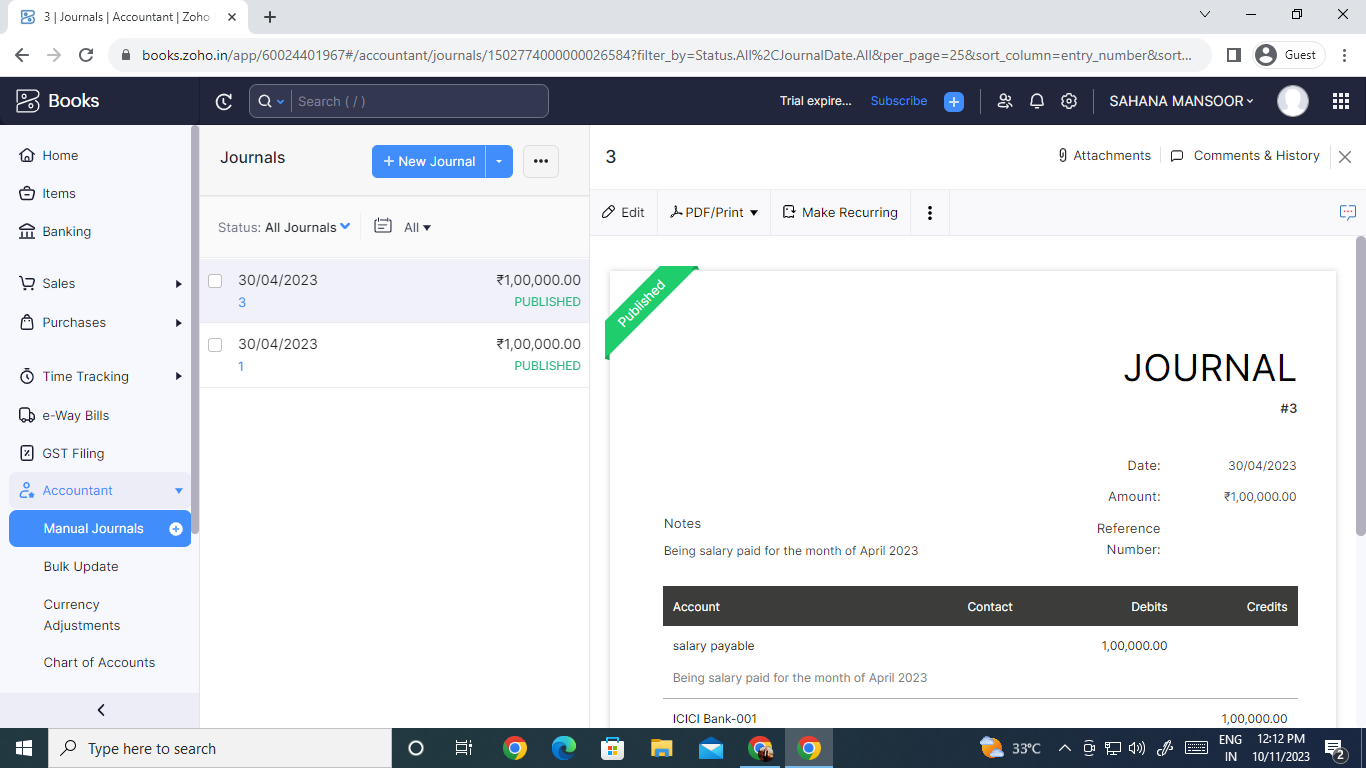 3 | Journals | Accountant | Zoho
books.zoho.in/app/60024401967#/accountant/journals/1502774000000026584?filter_by=Status.All%2CJournalDate.All&per_page=25&sort_column=entry_number&sort...
Guest
Books
Search ( / )
Trial expire...
Subscribe
SAHANA MANSOOR
Home
Items
Banking
Sales
Purchases
Time Tracking
e-Way Bills
GST Filing
Accountant
Manual Journals
Bulk Update
Currency
Adjustments
Chart of Accounts
Journals
+ New Journal
Status: All Journals
All
30/04/2023 ₹1,00,000.00
3 PUBLISHED
30/04/2023 ₹1,00,000.00
1 PUBLISHED
3
Attachments
Comments & History
Edit
PDF/Print
Make Recurring
Published
JOURNAL
#3
Date: 30/04/2023
Amount: ₹1,00,000.00
Reference
Number:
Notes
Being salary paid for the month of April 2023
Account Contact Debits Credits
salary payable 1,00,000.00
Being salary paid for the month of April 2023
ICICI Bank-001 1,00,000.00
Type here to search
33°C
ENG
IN
12:12 PM
10/11/2023
2